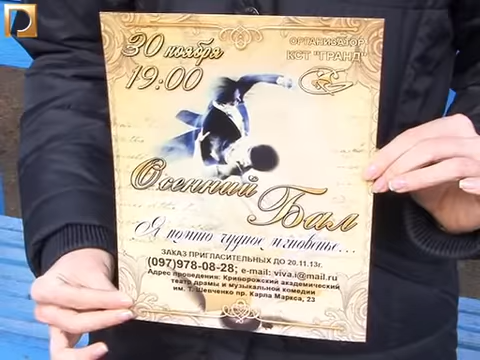 30 ноября
19:00
ОРГАНИЗАТОР
КСТ "ГРАНД"
Осенний
Бал
Я помню чудное мгновенье...
ЗАКАЗ ПРИГЛАСИТЕЛЬНЫХ ДО 20.11.13г.
(097)978-08-28; e-mail: viva.i@mail.ru
Адрес проведения: Криворожский академический
театр драмы и музыкальной комедии
им. Т. Шевченко пр. Карла Маркса, 23